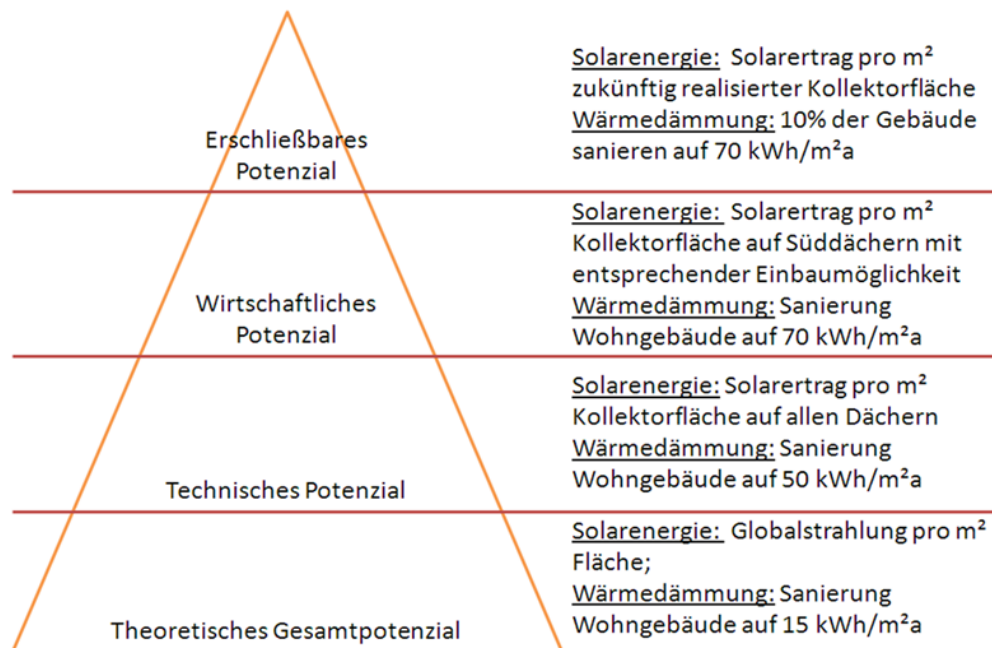 Erschließbares
Potenzial
Solarenergie: Solarertrag pro m²
zukünftig realisierter Kollektorfläche
Wärmedämmung: 10% der Gebäude
sanieren auf 70 kWh/m²a
Wirtschaftliches
Potenzial
Solarenergie: Solarertrag pro m²
Kollektorfläche auf Süddächern mit
entsprechender Einbaumöglichkeit
Wärmedämmung: Sanierung
Wohngebäude auf 70 kWh/m²a
Technisches Potenzial
Solarenergie: Solarertrag pro m²
Kollektorfläche auf allen Dächern
Wärmedämmung: Sanierung
Wohngebäude auf 50 kWh/m²a
Theoretisches Gesamtpotenzial
Solarenergie: Globalstrahlung pro m²
Fläche;
Wärmedämmung: Sanierung
Wohngebäude auf 15 kWh/m²a